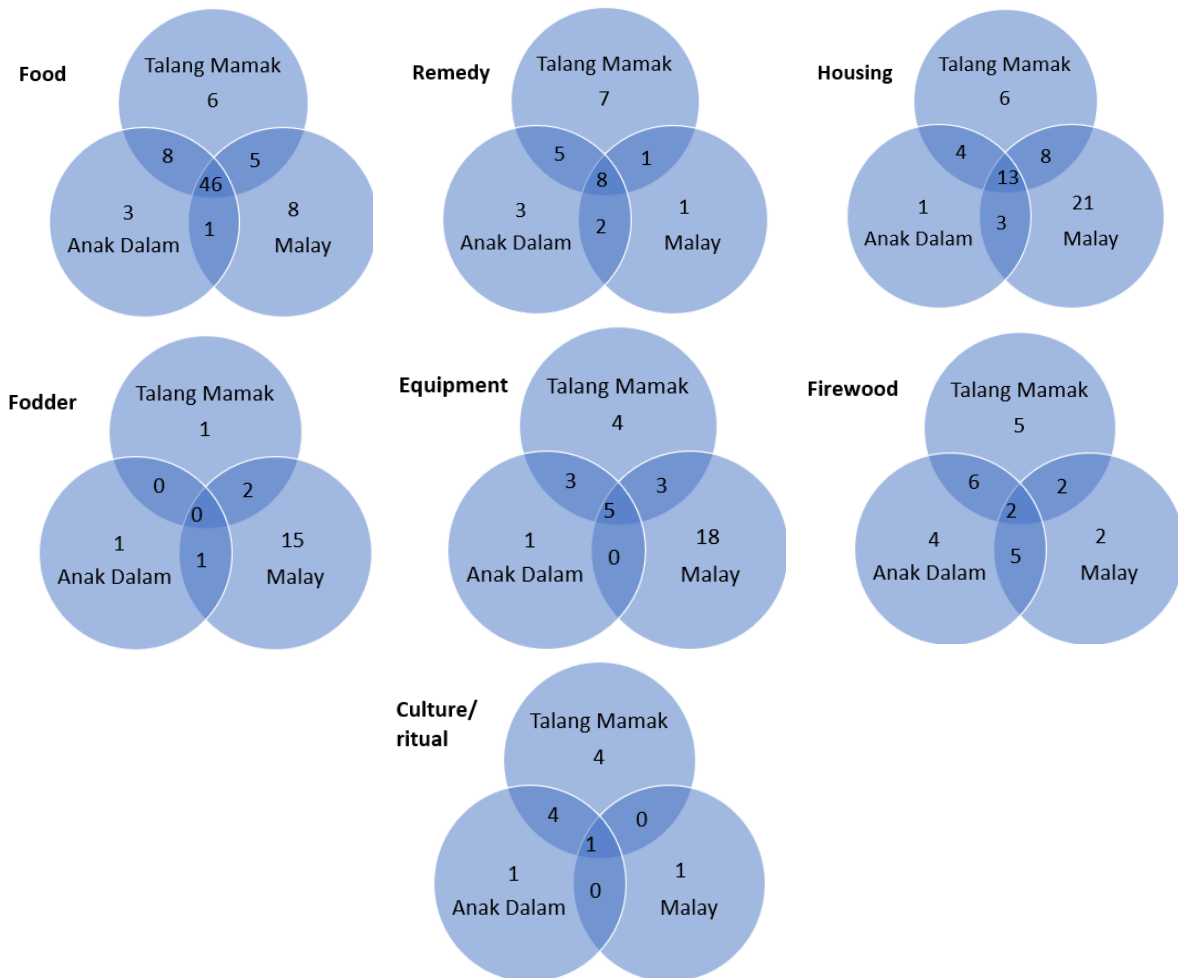 Food
Talang Mamak
6
8
5
46
3
8
Anak Dalam
1
Malay
Remedy
Talang Mamak
7
5
1
8
3
1
Anak Dalam
2
Malay
Housing
Talang Mamak
6
4
8
13
1
21
Anak Dalam
3
Malay
Fodder
Talang Mamak
1
0
2
0
1
15
Anak Dalam
1
Malay
Equipment
Talang Mamak
4
3
3
5
1
18
Anak Dalam
0
Malay
Firewood
Talang Mamak
5
6
2
2
4
2
Anak Dalam
5
Malay
Culture/
ritual
Talang Mamak
4
4
0
1
1
1
Anak Dalam
0
Malay